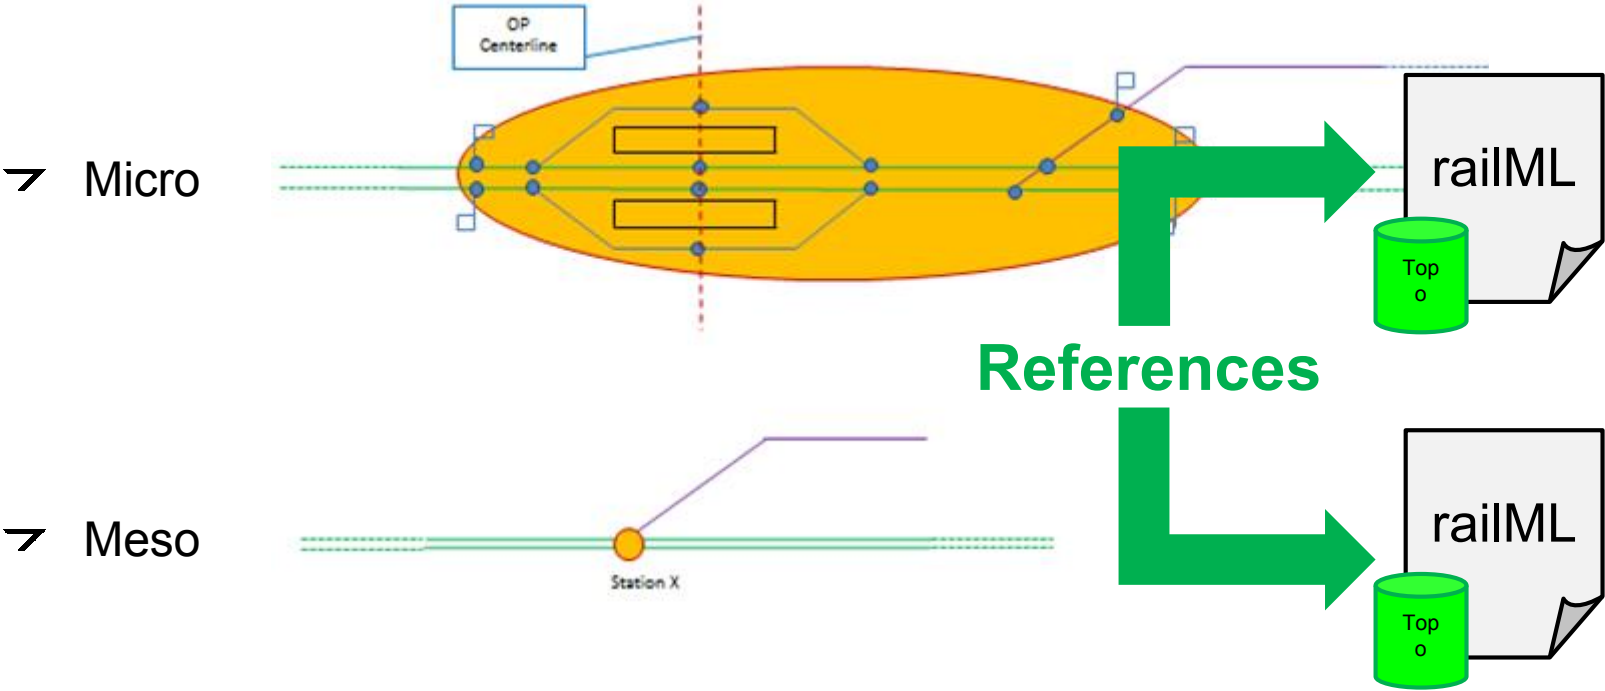 OP
Centerline
Micro
railML
Top
o
References
Meso
Station X
railML
Top
o